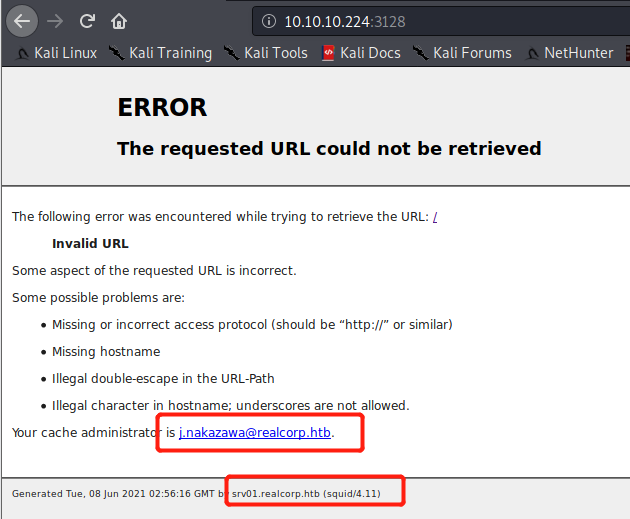 10.10.10.224:3128
Kali Linux Kali Training Kali Tools Kali Docs Kali Forums NetHunter
ERROR
The requested URL could not be retrieved
The following error was encountered while trying to retrieve the URL: /
Invalid URL
Some aspect of the requested URL is incorrect.
Some possible problems are:
• Missing or incorrect access protocol (should be “http://” or similar)
• Missing hostname
• Illegal double-escape in the URL-Path
• Illegal character in hostname; underscores are not allowed.
Your cache administrator is j.nakazawa@realcorp.htb.
Generated Tue, 08 Jun 2021 02:56:16 GMT by srv01.realcorp.htb (squid/4.11)